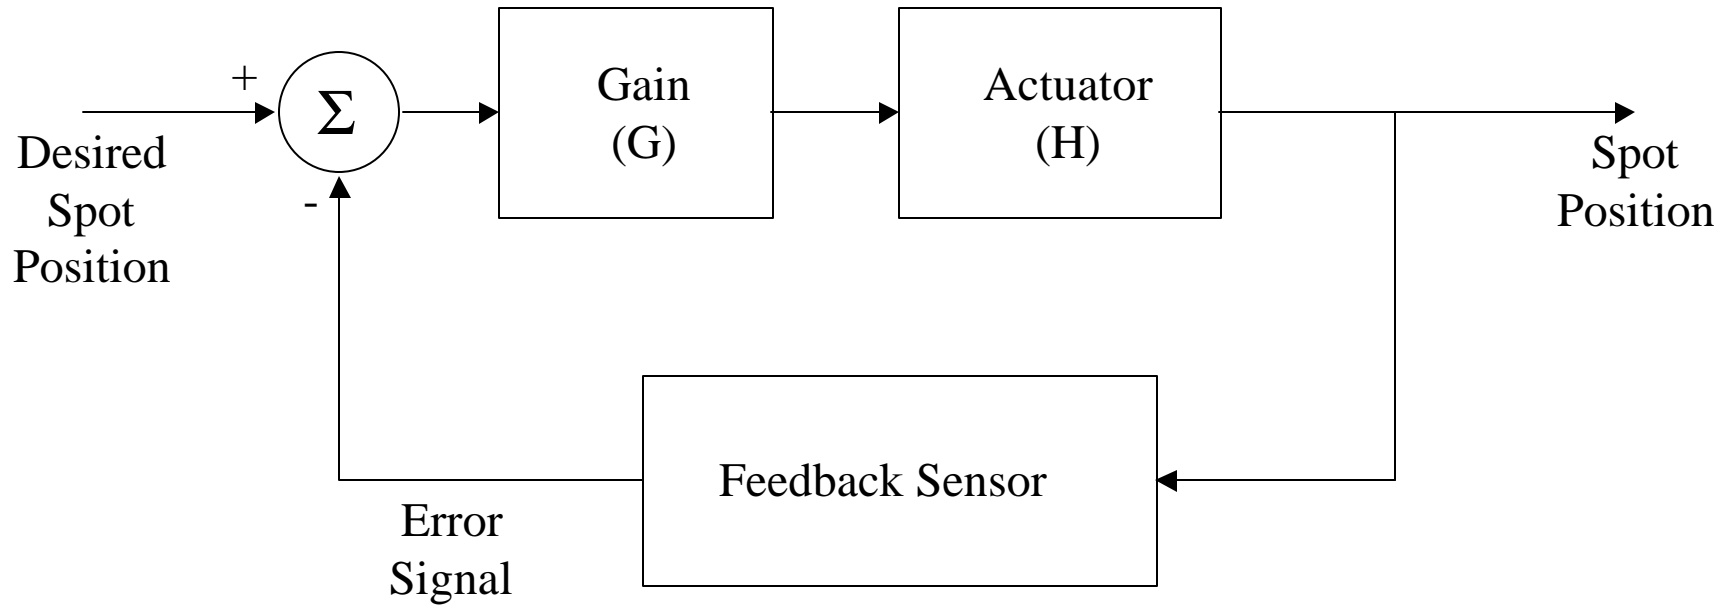 +
Σ
-
Desired
Spot
Position
Gain
(G)
Actuator
(H)
Spot
Position
Feedback Sensor
Error
Signal